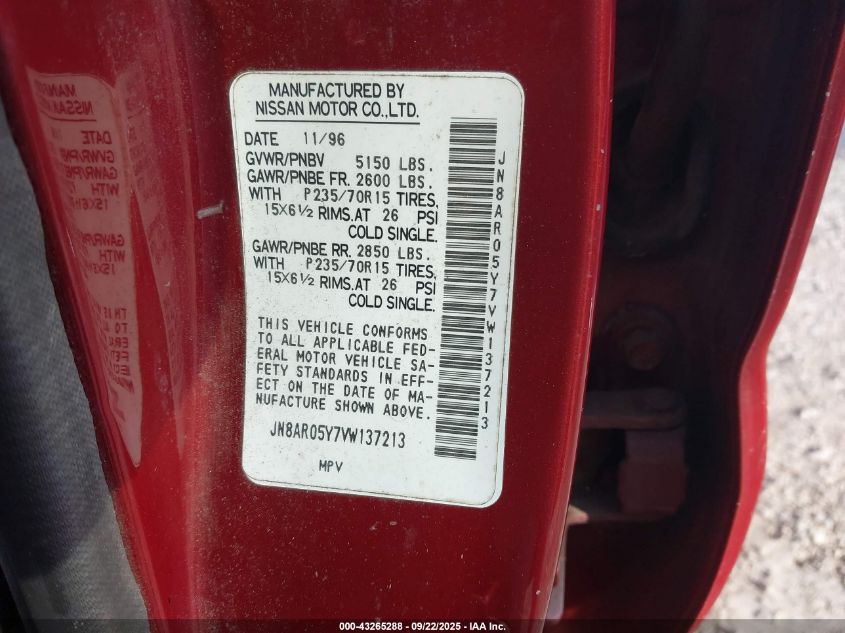 MANUFACTURED BY
NISSAN MOTOR CO.,LTD.
DATE 11/96
GVWR/PNBV 5150 LBS.
GAWR/PNBE FR. 2600 LBS.
WITH P235/70R15 TIRES,
15X6½ RIMS.AT 26 PSI
COLD SINGLE.
GAWR/PNBE RR. 2850 LBS.
WITH P235/70R15 TIRES,
15X6½ RIMS.AT 26 PSI
COLD SINGLE.
THIS VEHICLE CONFORMS
TO ALL APPLICABLE FED-
ERAL MOTOR VEHICLE SA-
FETY STANDARDS IN EFF-
ECT ON THE DATE OF MA-
NUFACTURE SHOWN ABOVE.
JN8AR05Y7VW137213
MPV
JN8AR05Y7VW137213
000-43265288 - 09/22/2025 - IAA Inc.